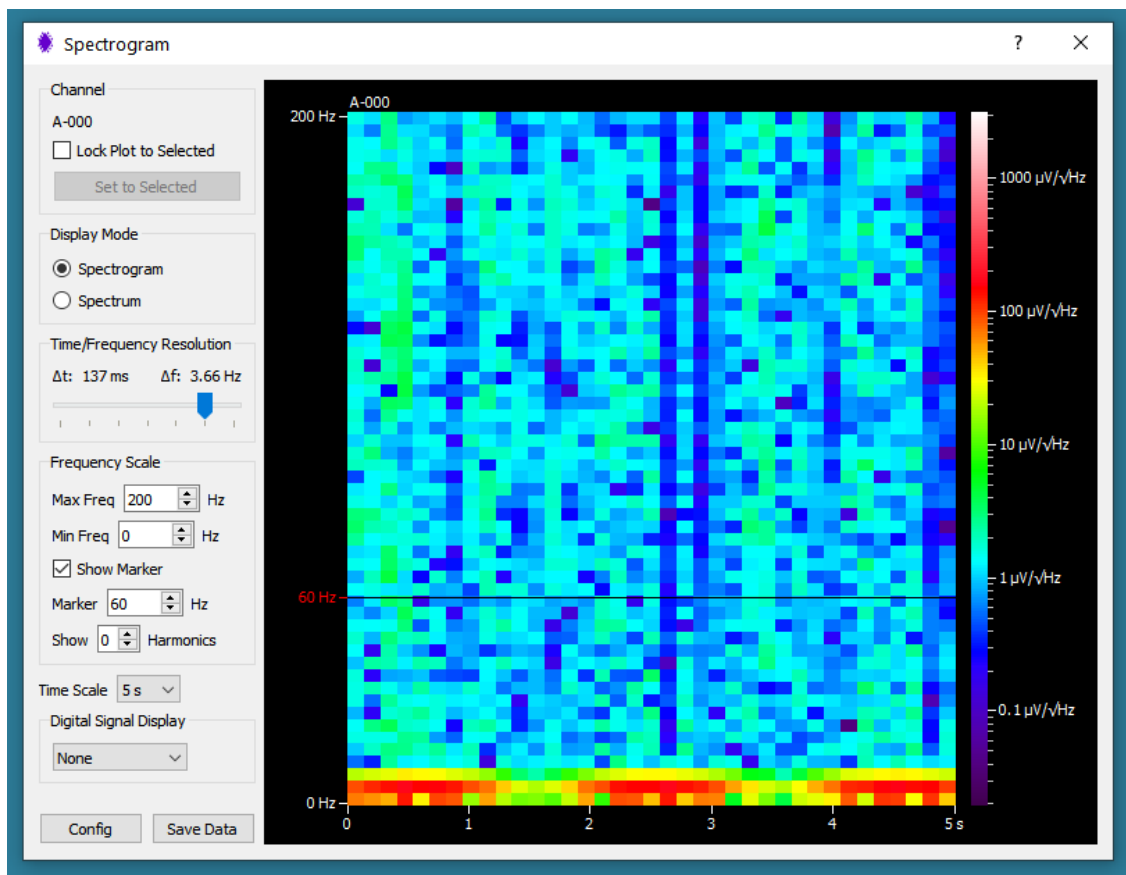 Spectrogram
?
Channel
A-000
Lock Plot to Selected
Set to Selected
Display Mode
Spectrogram
Spectrum
Time/Frequency Resolution
Δt: 137 ms Δf: 3.66 Hz
Frequency Scale
Max Freq 200 Hz
Min Freq 0 Hz
Show Marker
Marker 60 Hz
Show 0 Harmonics
Time Scale 5 s
Digital Signal Display
None
Config Save Data
A-000
200 Hz
60 Hz
0 Hz
0 1 2 3 4 5 s
1000 µV/√Hz
100 µV/√Hz
10 µV/√Hz
1 µV/√Hz
0.1 µV/√Hz